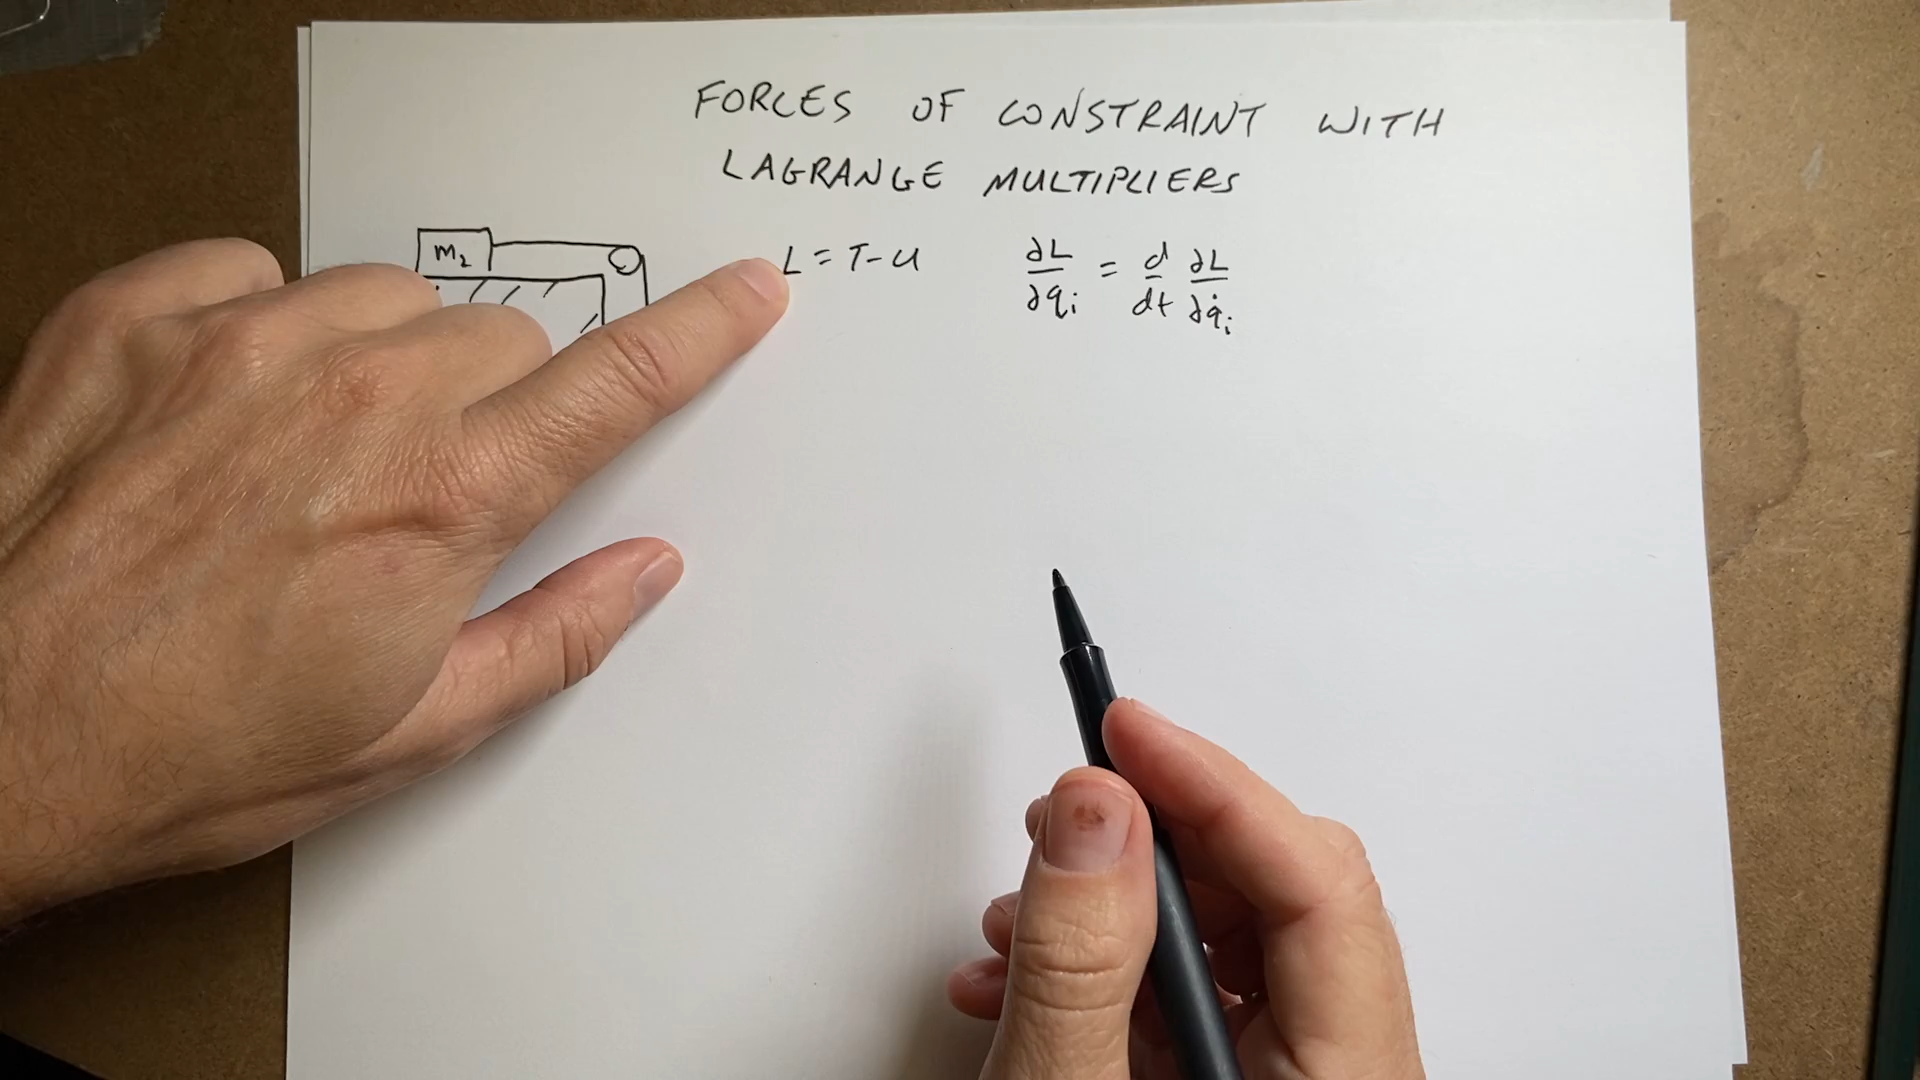 FORCES OF CONSTRAINT WITH
LAGRANGE MULTIPLIERS
m₂
L = T - U
∂L/∂qᵢ = d/dt ∂L/∂q̇ᵢ